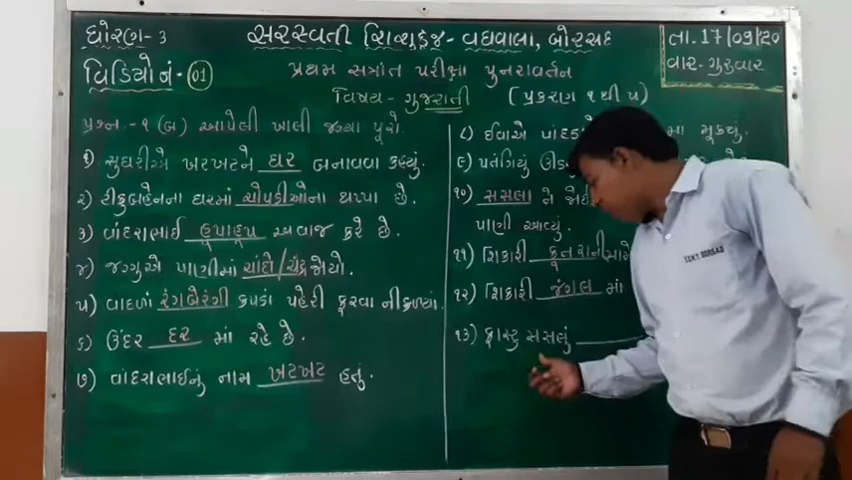 ધોરણ - 3
સરસ્વતી શિશુકુંજ - વઘવાલા, બોરસદ
તા. 17/09/20
વાર - ગુરુવાર
વિડિયોનં - 01
પ્રથમ સત્રાંત પરીક્ષા પુનરાવર્તન
વિષય - ગુજરાતી (પ્રકરણ ૧ થી ૫)
પ્રશ્ન - ૧ (બ) આપેલી ખાલી જગ્યા પૂરો.
૧) સુઘરીએ ખટખટને ઘર બનાવવા કહ્યું.
૨) ટીકુબહેનના ઘરમાં ચોપડીઓના થપ્પા છે.
૩) વાંદરાભાઈ હૂપાહૂપ અવાજ કરે છે.
૪) જગ્ગુએ પાણીમાં ચાંદો/ચંદ્ર જોયો.
૫) વાદળાં રંગબેરંગી કપડાં પહેરી ફરવા નીકળ્યાં.
૬) ઉંદર દર માં રહે છે.
૭) વાંદરાભાઈનું નામ ખટખટ હતું.
૮) ઈવાએ માં મૂક્યું.
૯) પતંગિયું
૧૦) સસલા ને
પાણી આવ્યું.
૧૧) શિકારી કૂતરાની
૧૨) શિકારી જંગલ માં
૧૩) ફાસ્ટુ સસલું
S.K.M.T. BORSAD